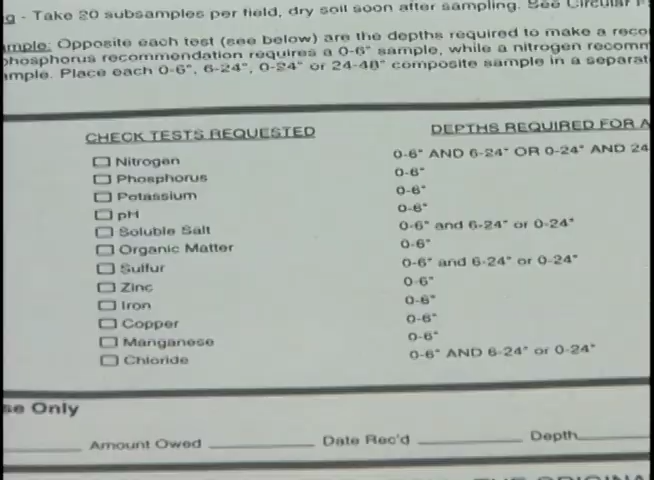 g - Take 20 subsamples per field, dry soil soon after sampling. See Circular
mple: Opposite each test (see below) are the depths required to make a reco
phosphorus recommendation requires a 0-6" sample, while a nitrogen recomm
ample. Place each 0-6", 6-24", 0-24" or 24-48" composite sample in a separat
CHECK TESTS REQUESTED DEPTHS REQUIRED FOR A
Nitrogen 0-6" AND 6-24" OR 0-24" AND 24
Phosphorus 0-6"
Potassium 0-6"
pH 0-6"
Soluble Salt 0-6" and 6-24" or 0-24"
Organic Matter 0-6"
Sulfur 0-6" and 6-24" or 0-24"
Zinc 0-6"
Iron 0-6"
Copper 0-6"
Manganese 0-6"
Chloride 0-6" AND 6-24" or 0-24"
se Only
Amount Owed Date Rec'd Depth
THE ORIGINA